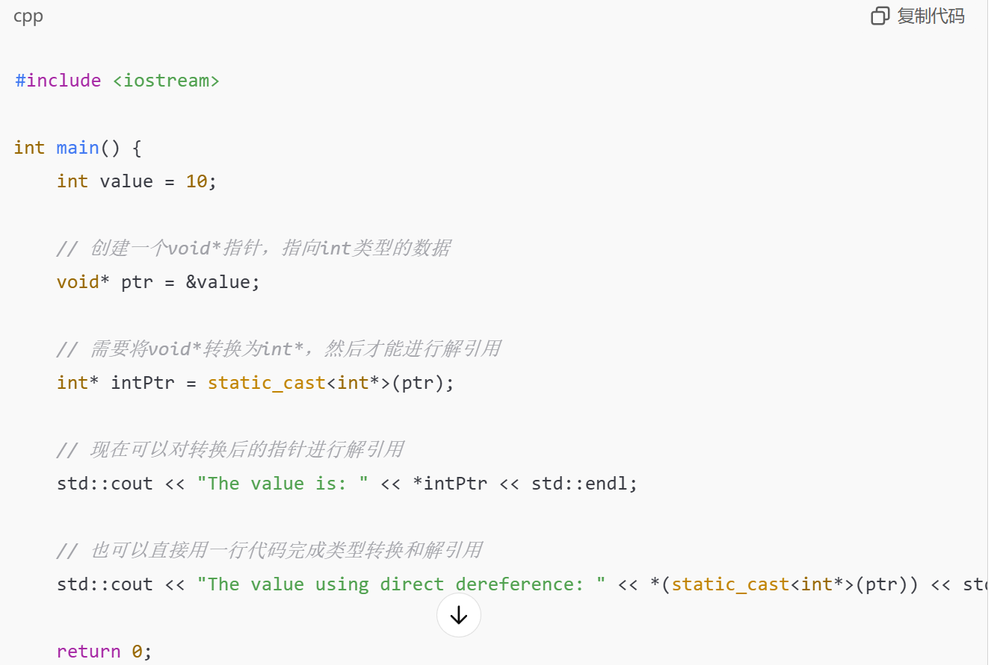 cpp
复制代码
#include <iostream>
int main() {
    int value = 10;
    // 创建一个void*指针，指向int类型的数据
    void* ptr = &value;
    // 需要将void*转换为int*，然后才能进行解引用
    int* intPtr = static_cast<int*>(ptr);
    // 现在可以对转换后的指针进行解引用
    std::cout << "The value is: " << *intPtr << std::endl;
    // 也可以直接用一行代码完成类型转换和解引用
    std::cout << "The value using direct dereference: " << *(static_cast<int*>(ptr)) <<
    return 0;